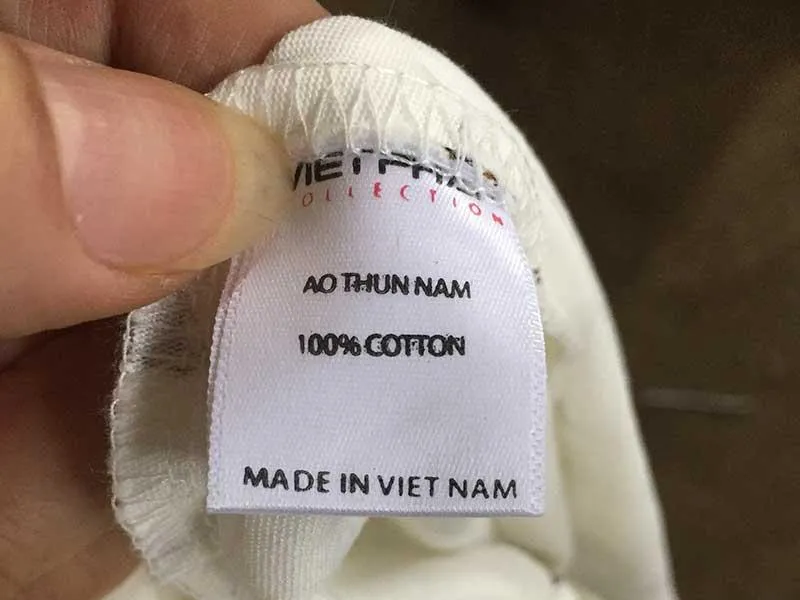 COLLECTION
AO THUN NAM
100% COTTON
MADE IN VIET NAM